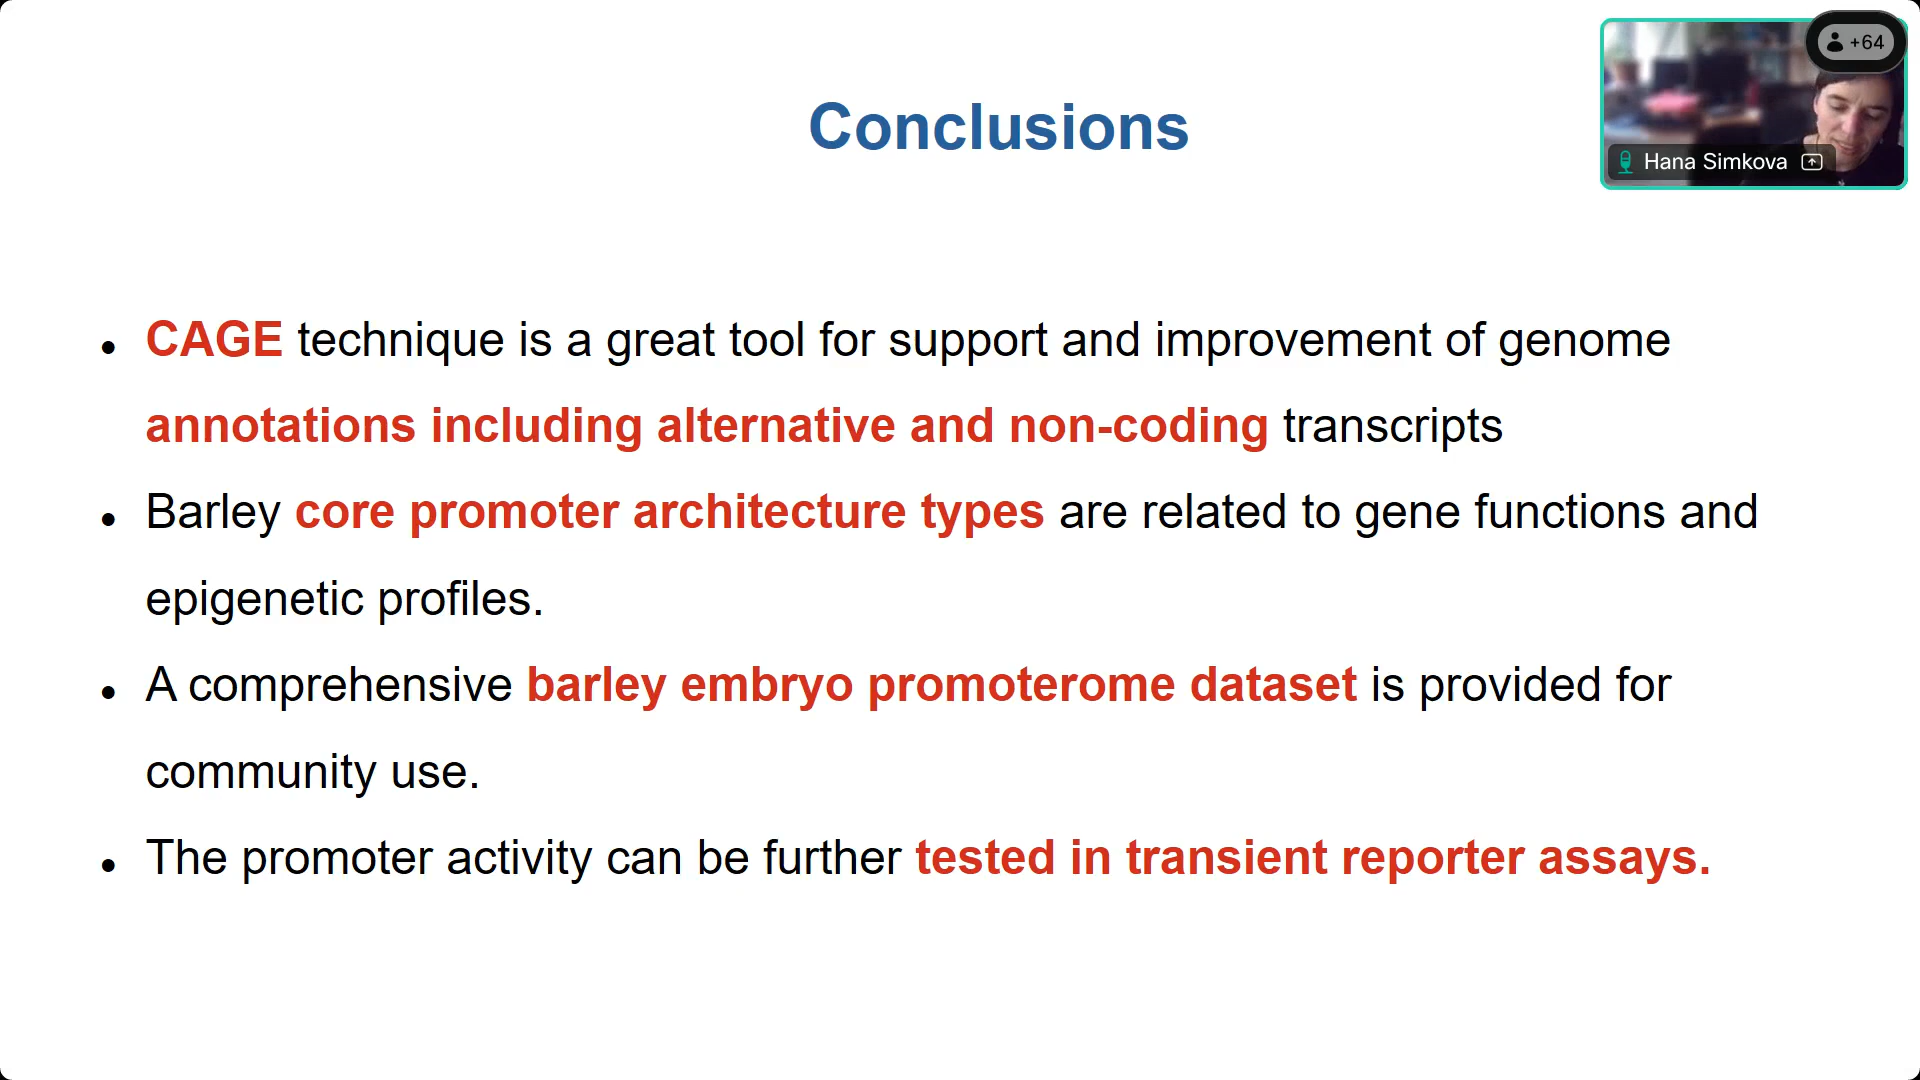 Conclusions
+64
Hana Simkova
• CAGE technique is a great tool for support and improvement of genome
annotations including alternative and non-coding transcripts
• Barley core promoter architecture types are related to gene functions and
epigenetic profiles.
• A comprehensive barley embryo promoterome dataset is provided for
community use.
• The promoter activity can be further tested in transient reporter assays.